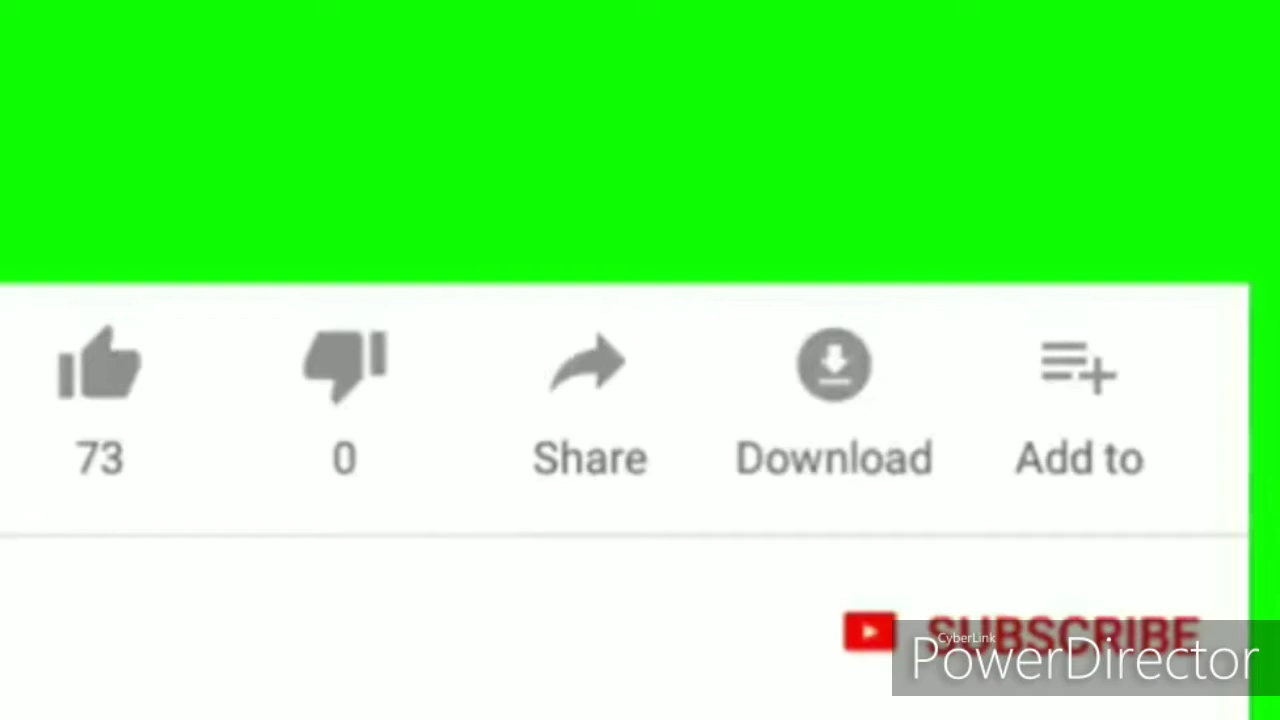 73
0
Share
Download
Add to
SUBSCRIBE
CyberLink
PowerDirector